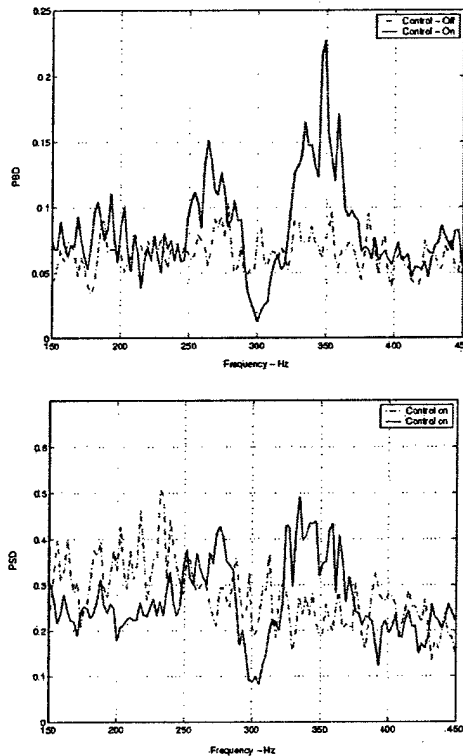 0.25
Control – Off
Control – On
0.2
0.15
PSD
0.1
0.05
0
150 200 250 300 350 400 450
Frequency – Hz
Control on
Control on
0.6
0.5
0.4
PSD
0.3
0.2
0.1
0
150 200 250 300 350 400 450
Frequency – Hz